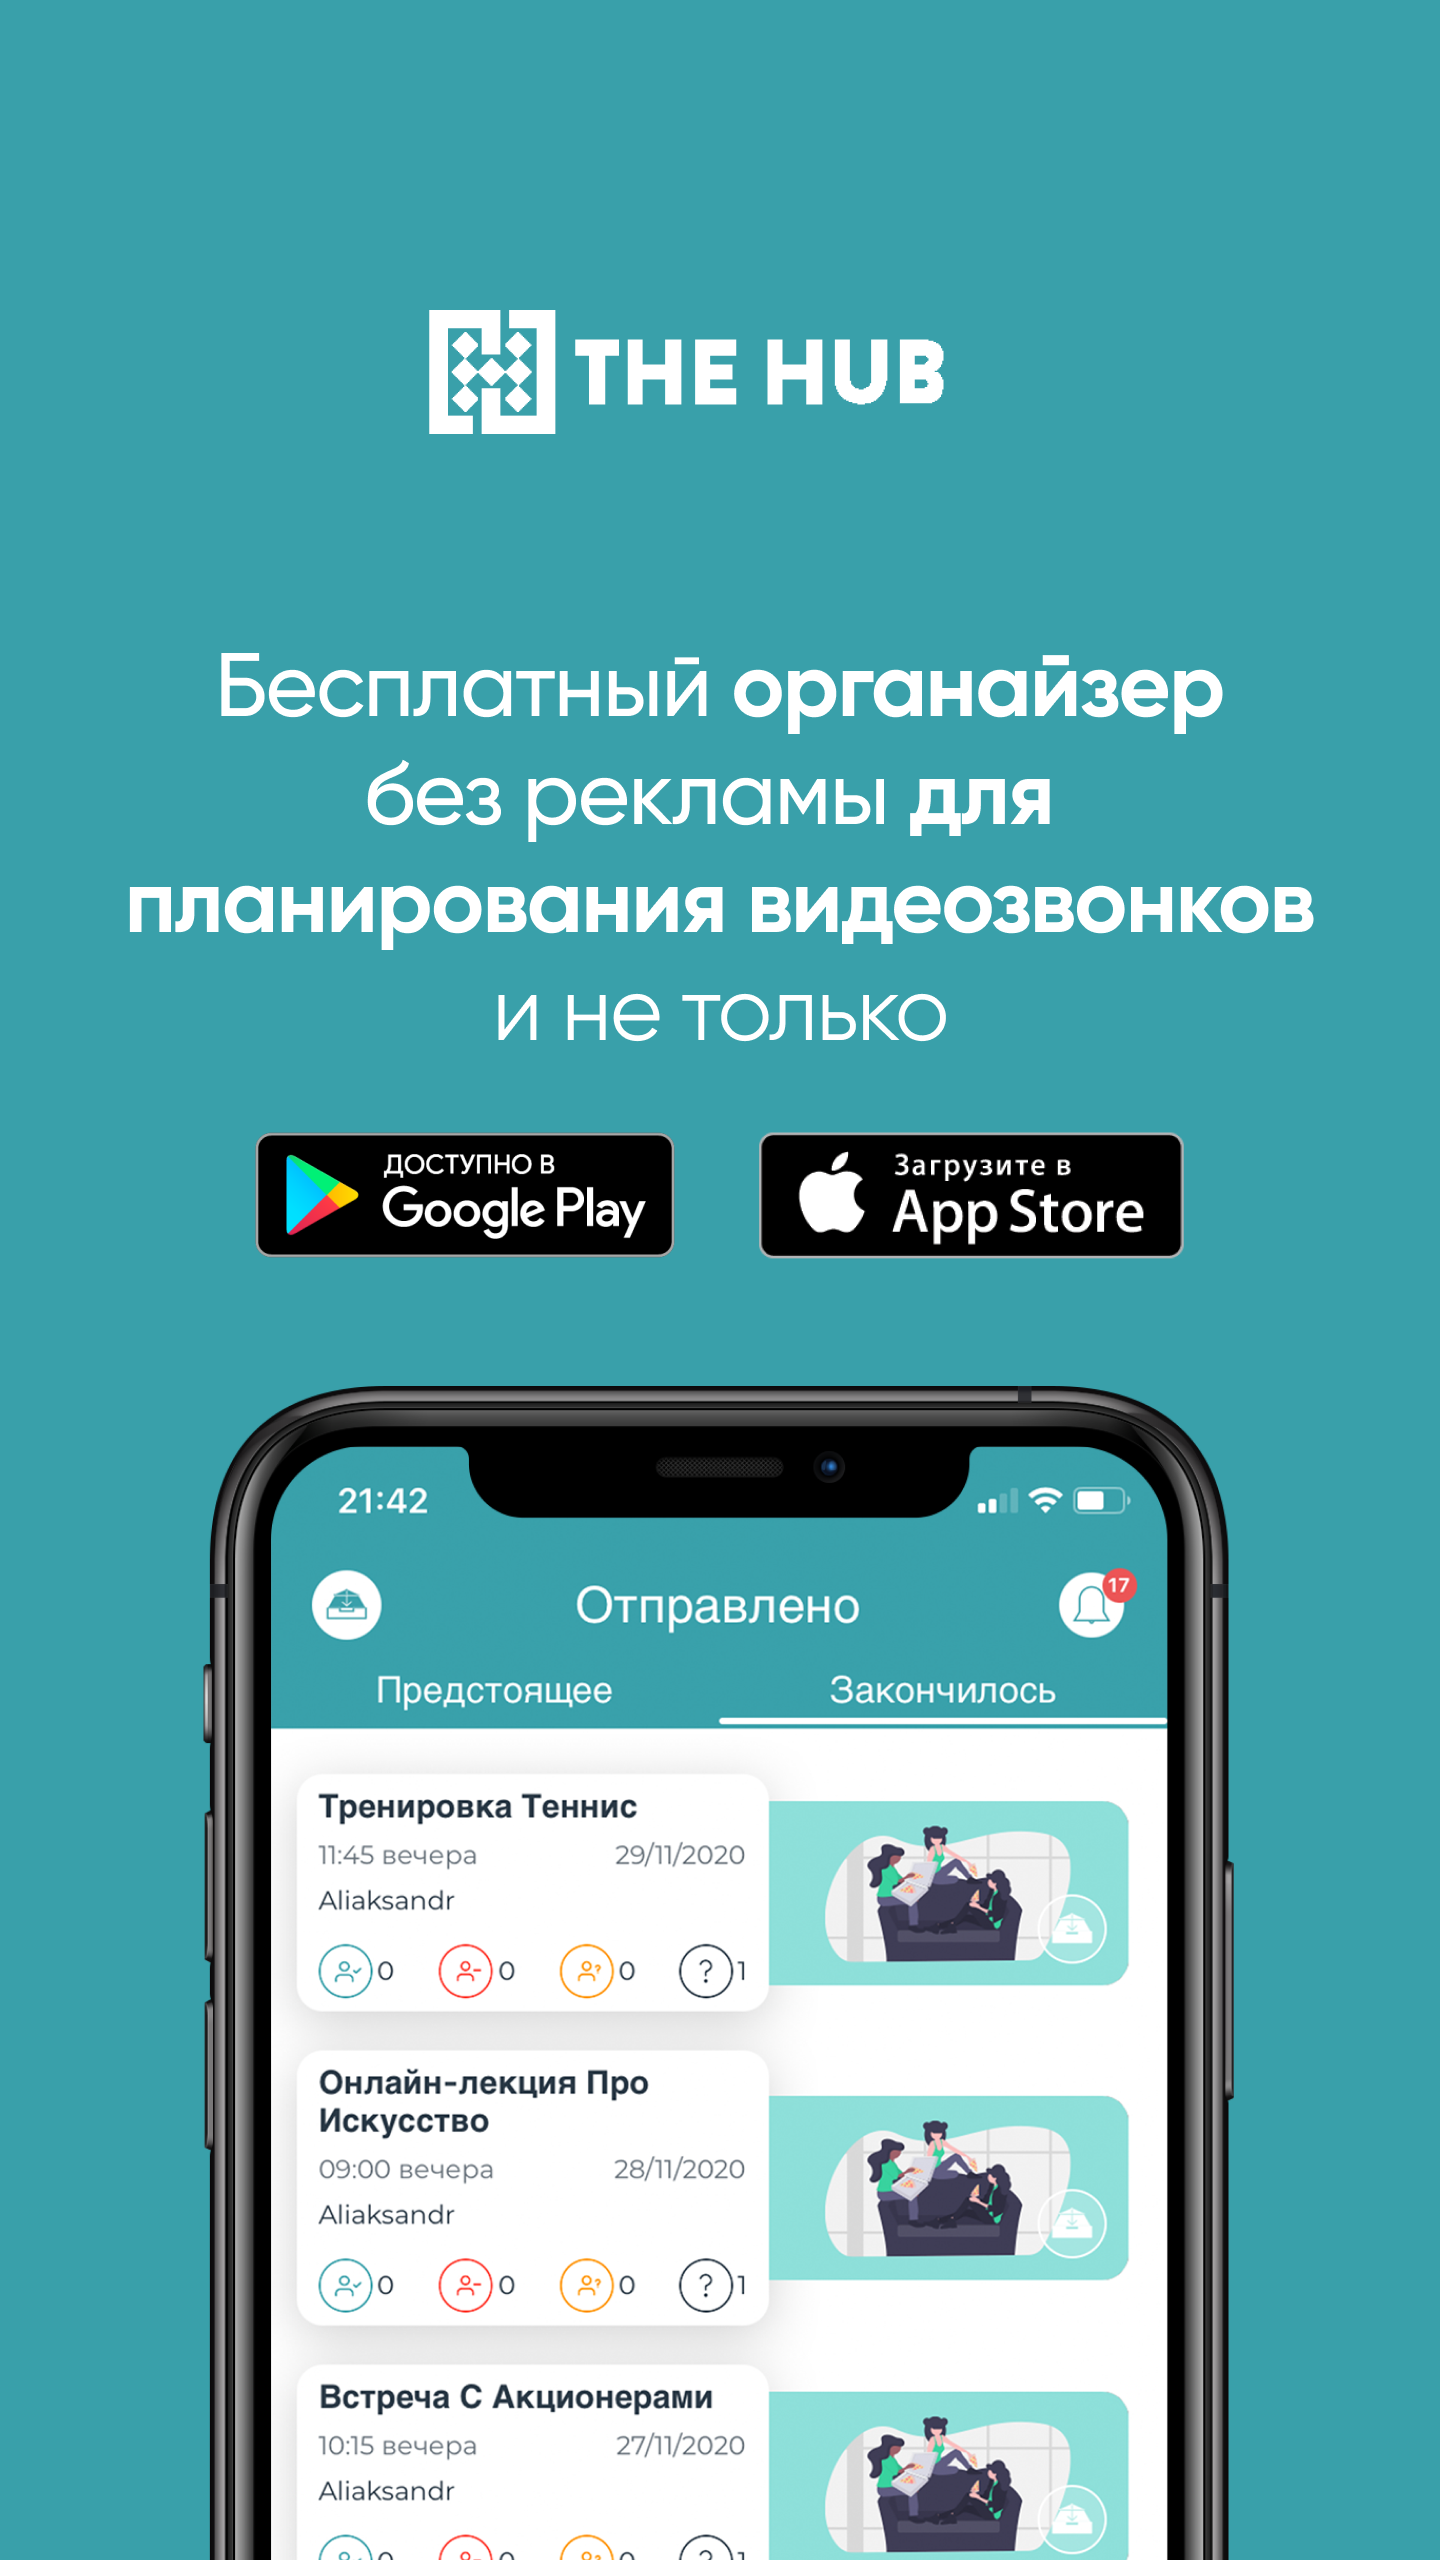 THE HUB
Бесплатный органайзер
без рекламы для
планирования видеозвонков
и не только
ДОСТУПНО В
Google Play
Загрузите в
App Store
21:42
Отправлено
17
Предстоящее
Закончилось
Тренировка Теннис
11:45 вечера
29/11/2020
Aliaksandr
0
0
0
?
1
Онлайн-лекция Про
Искусство
09:00 вечера
28/11/2020
Aliaksandr
0
0
0
?
1
Встреча С Акционерами
10:15 вечера
27/11/2020
Aliaksandr